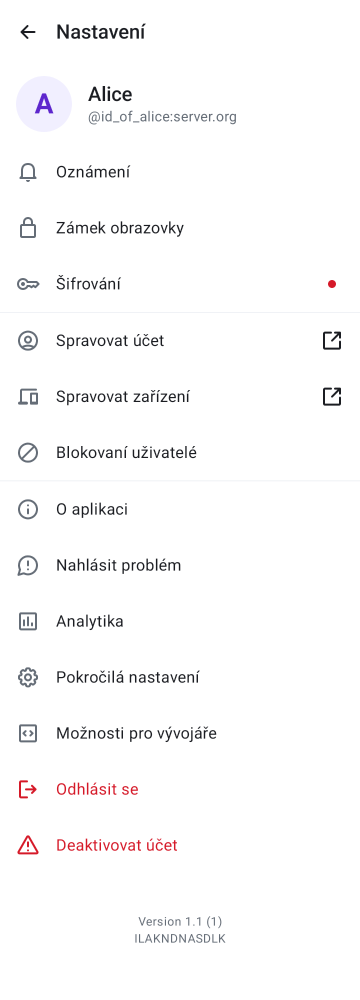 Nastavení
A
Alice
@id_of_alice:server.org
Oznámení
Zámek obrazovky
Šifrování
Spravovat účet
Spravovat zařízení
Blokovaní uživatelé
O aplikaci
Nahlásit problém
Analytika
Pokročilá nastavení
Možnosti pro vývojáře
Odhlásit se
Deaktivovat účet
Version 1.1 (1)
ILAKNDNASDLK